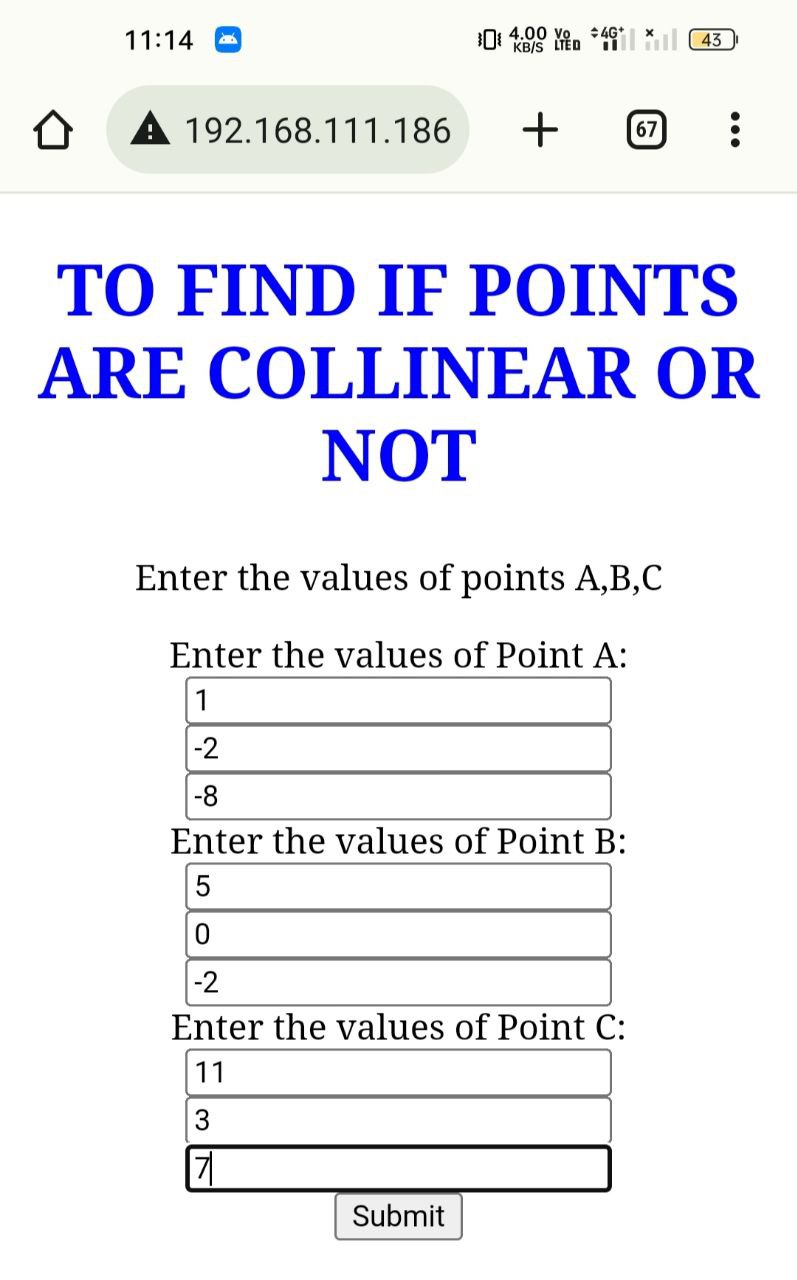 11:14 4.00 KB/S VoLTED 4G+ x 43
192.168.111.186 67
TO FIND IF POINTS
ARE COLLINEAR OR
NOT
Enter the values of points A,B,C
Enter the values of Point A:
1
-2
-8
Enter the values of Point B:
5
0
-2
Enter the values of Point C:
11
3
7
Submit